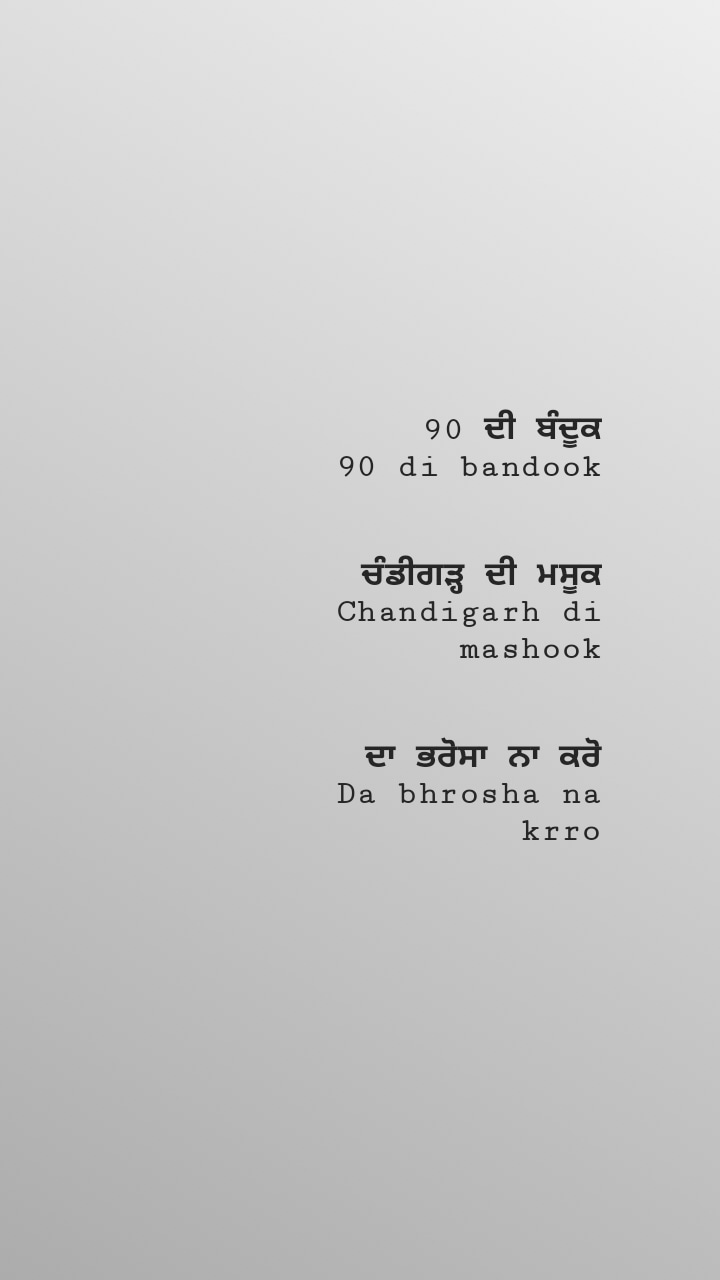 90 ਦੀ ਬੰਦੂਕ
90 di bandook
ਚੰਡੀਗੜ੍ਹ ਦੀ ਮਸੂਕ
Chandigarh di
mashook
ਦਾ ਭਰੋਸਾ ਨਾ ਕਰੋ
Da bhrosha na
krro